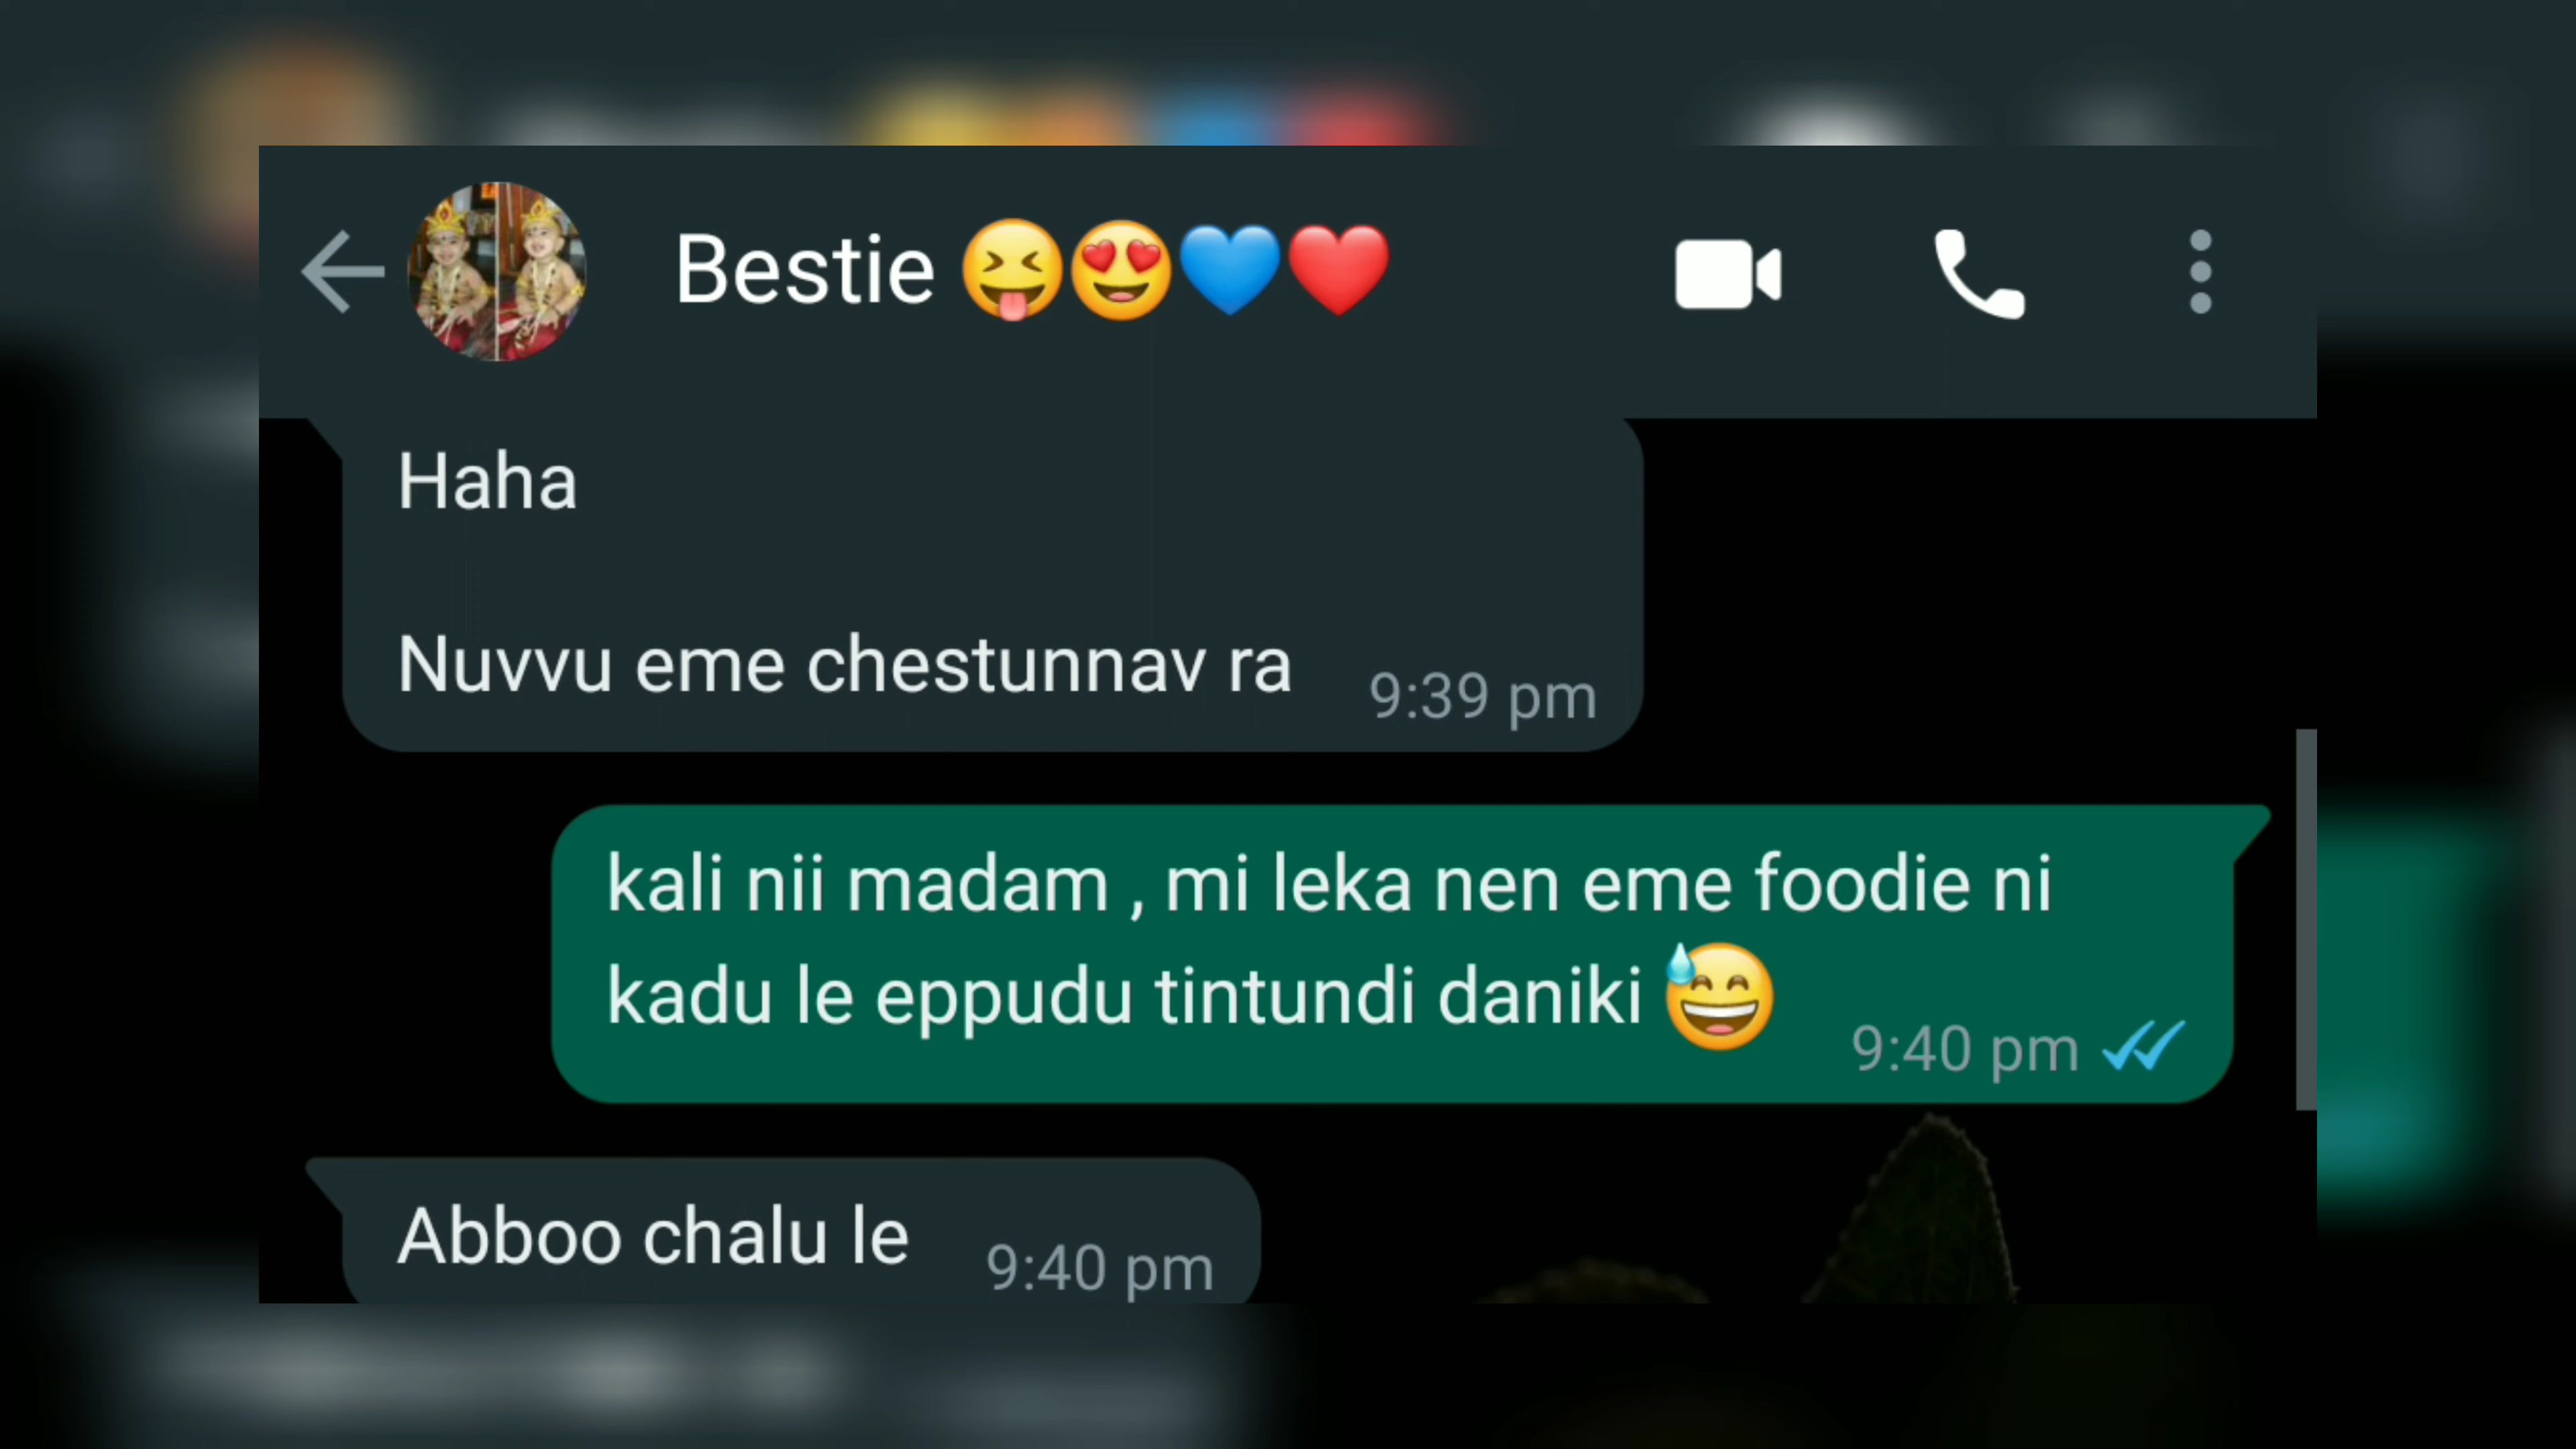 Bestie 😝😍💙❤️
Haha
Nuvvu eme chestunnav ra
9:39 pm
kali nii madam , mi leka nen eme foodie ni
kadu le eppudu tintundi daniki 😅
9:40 pm
Abboo chalu le
9:40 pm